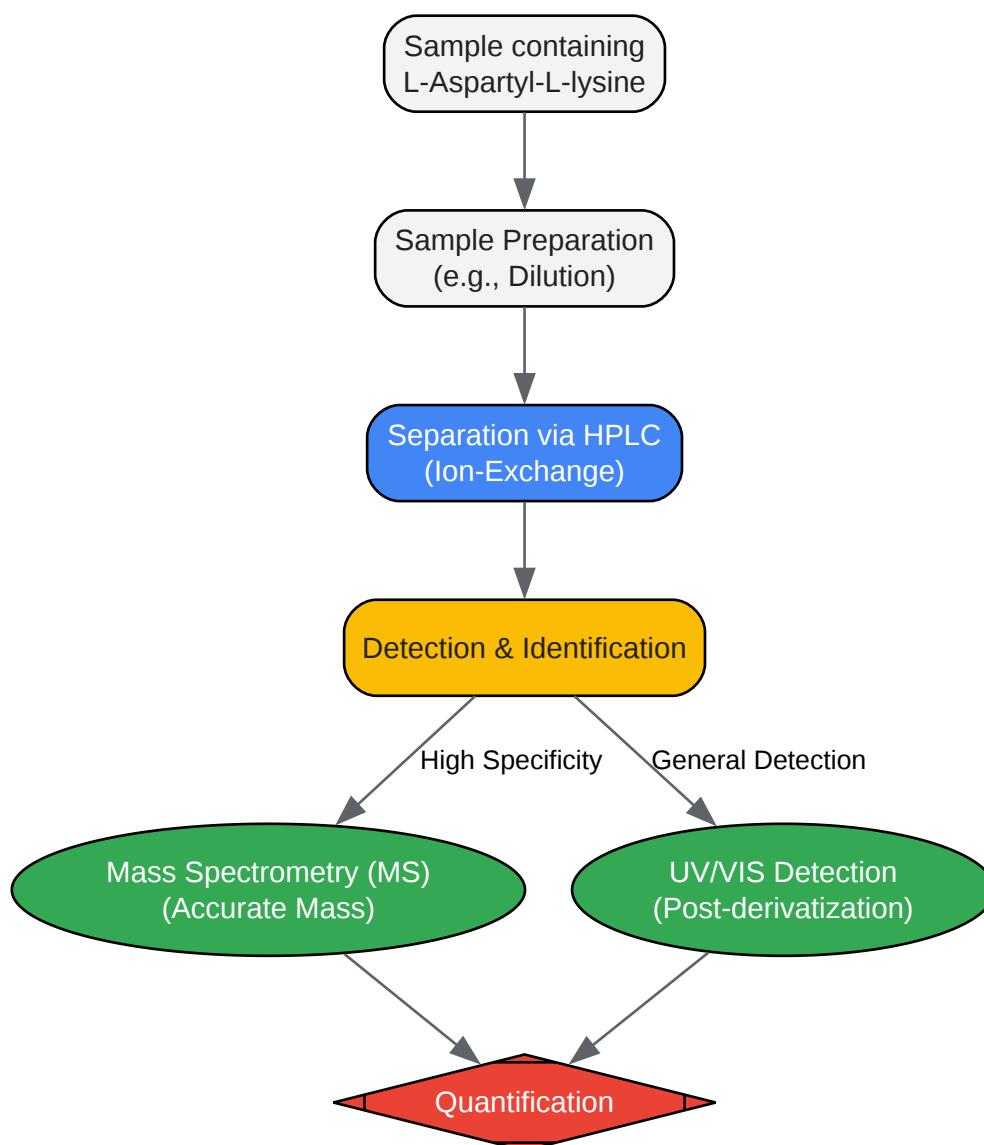 Sample containing
L-Aspartyl-L-lysine
Sample Preparation
(e.g., Dilution)
Separation via HPLC
(Ion-Exchange)
Detection & Identification
High Specificity
General Detection
Mass Spectrometry (MS)
(Accurate Mass)
UV/VIS Detection
(Post-derivatization)
Quantification